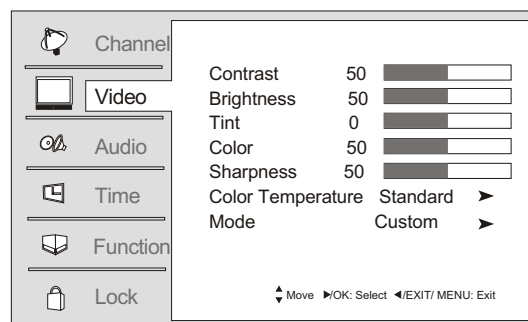 Channel
Video
Audio
Time
Function
Lock
Contrast 50
Brightness 50
Tint 0
Color 50
Sharpness 50
Color Temperature Standard
Mode Custom
Move ▶/OK: Select ◀/EXIT/ MENU: Exit